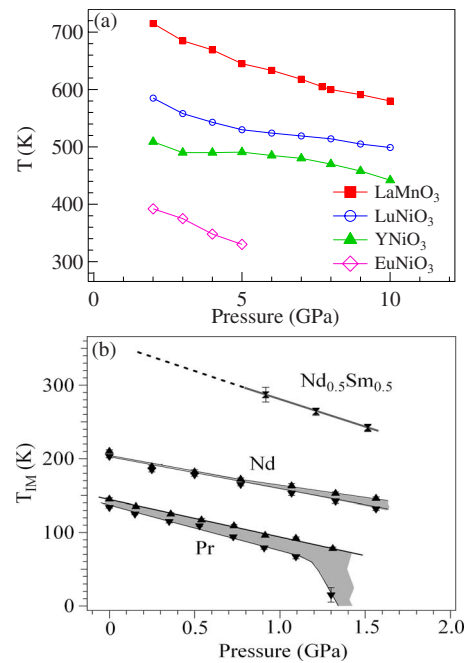 (a)
700
600
500
400
300
T (K)
LaMnO₃
LuNiO₃
YNiO₃
EuNiO₃
0
5
10
Pressure (GPa)
(b)
300
200
100
0
T_IM (K)
Nd₀.₅Sm₀.₅
Nd
Pr
0
0.5
1.0
1.5
2.0
Pressure (GPa)